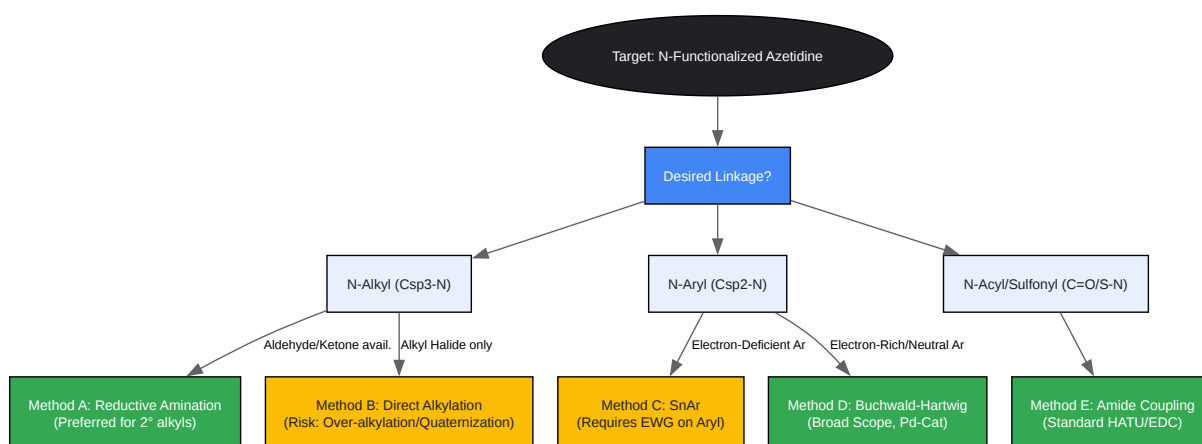 Target: N-Functionalized Azetidine
Desired Linkage?
N-Alkyl (Csp3-N)
N-Aryl (Csp2-N)
N-Acyl/Sulfonyl (C=O/S-N)
Aldehyde/Ketone avail.
Alkyl Halide only
Electron-Deficient Ar
Electron-Rich/Neutral Ar
Method A: Reductive Amination
(Preferred for 2° alkyls)
Method B: Direct Alkylation
(Risk: Over-alkylation/Quaternization)
Method C: SnAr
(Requires EWG on Aryl)
Method D: Buchwald-Hartwig
(Broad Scope, Pd-Cat)
Method E: Amide Coupling
(Standard HATU/EDC)